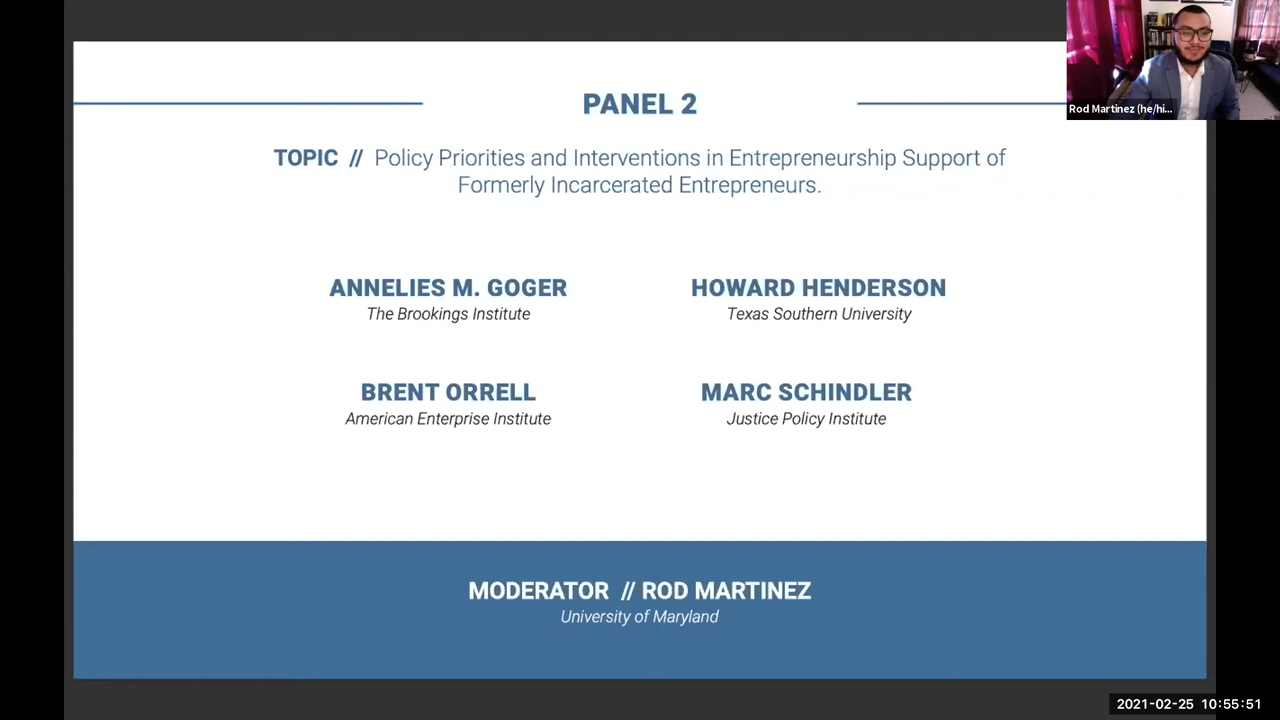 PANEL 2
TOPIC // Policy Priorities and Interventions in Entrepreneurship Support of
Formerly Incarcerated Entrepreneurs.
ANNELIES M. GOGER
The Brookings Institute
HOWARD HENDERSON
Texas Southern University
BRENT ORRELL
American Enterprise Institute
MARC SCHINDLER
Justice Policy Institute
MODERATOR // ROD MARTINEZ
University of Maryland
Rod Martinez (he/hi...
2021-02-25 10:55:51